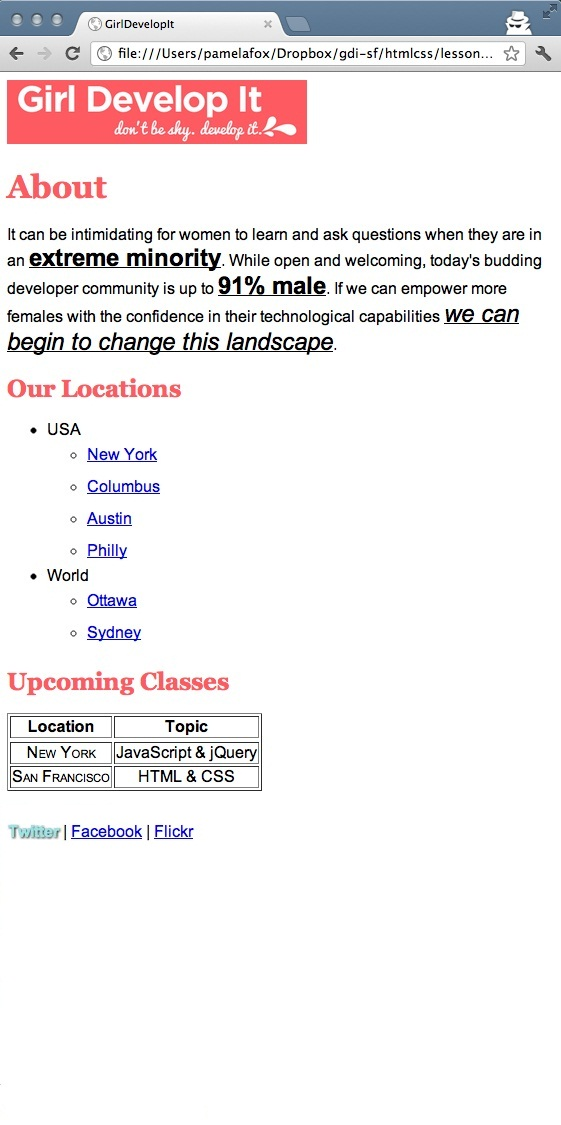 GirlDevelopIt
file:///Users/pamelafox/Dropbox/gdi-sf/htmlcss/lesson...
Girl Develop It
don't be shy. develop it.
About
It can be intimidating for women to learn and ask questions when they are in
an extreme minority. While open and welcoming, today's budding
developer community is up to 91% male. If we can empower more
females with the confidence in their technological capabilities we can
begin to change this landscape.
Our Locations
USA
New York
Columbus
Austin
Philly
World
Ottawa
Sydney
Upcoming Classes
Location Topic
New York JavaScript & jQuery
San Francisco HTML & CSS
Twitter | Facebook | Flickr